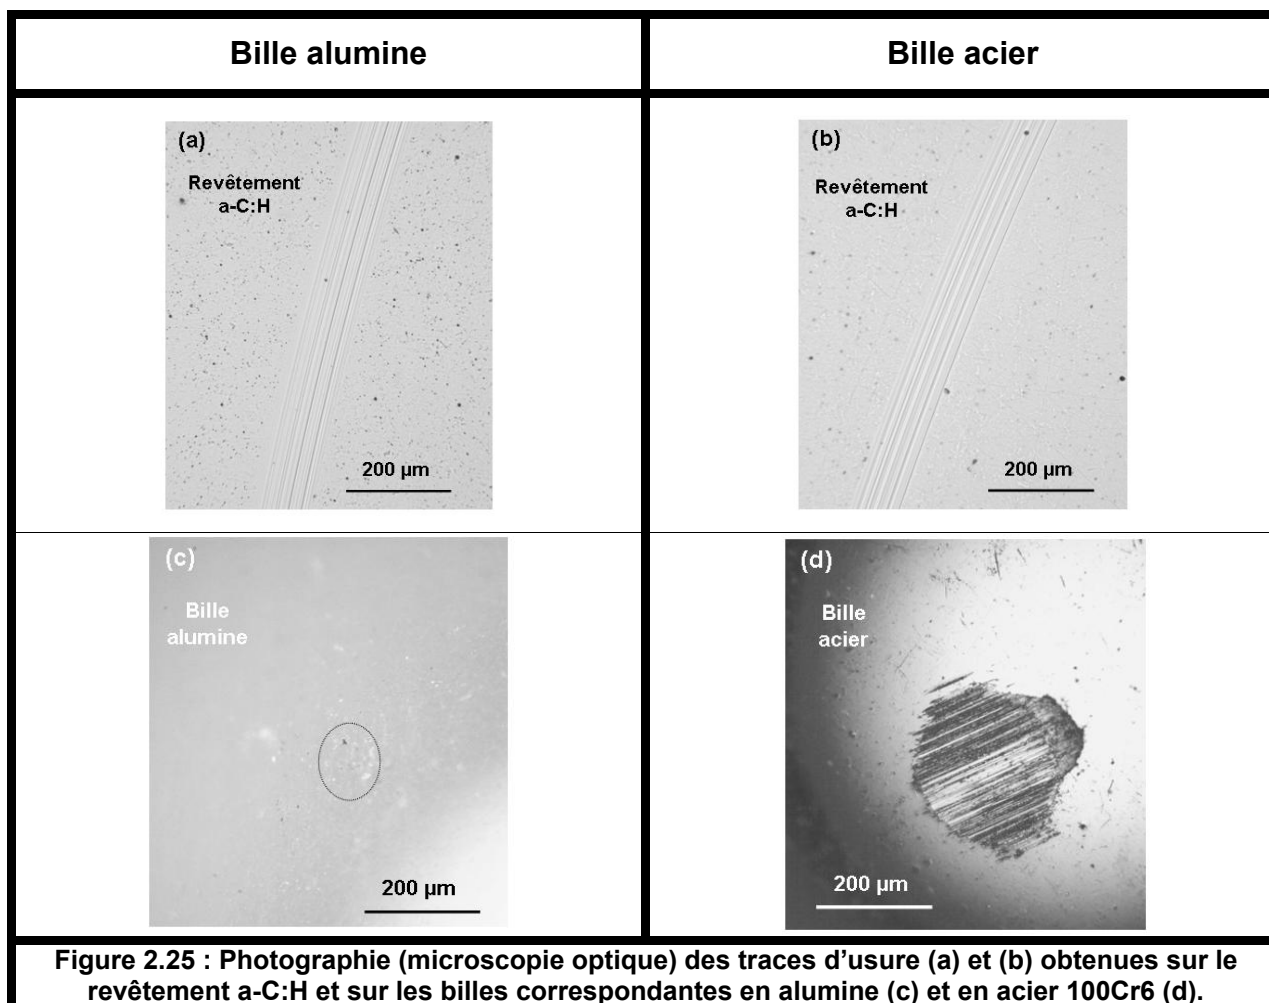 Bille alumine
Bille acier
(a)
Revêtement
a-C:H
200 µm
(b)
Revêtement
a-C:H
200 µm
(c)
Bille
alumine
200 µm
(d)
Bille
acier
200 µm
Figure 2.25 : Photographie (microscopie optique) des traces d’usure (a) et (b) obtenues sur le
revêtement a-C:H et sur les billes correspondantes en alumine (c) et en acier 100Cr6 (d).